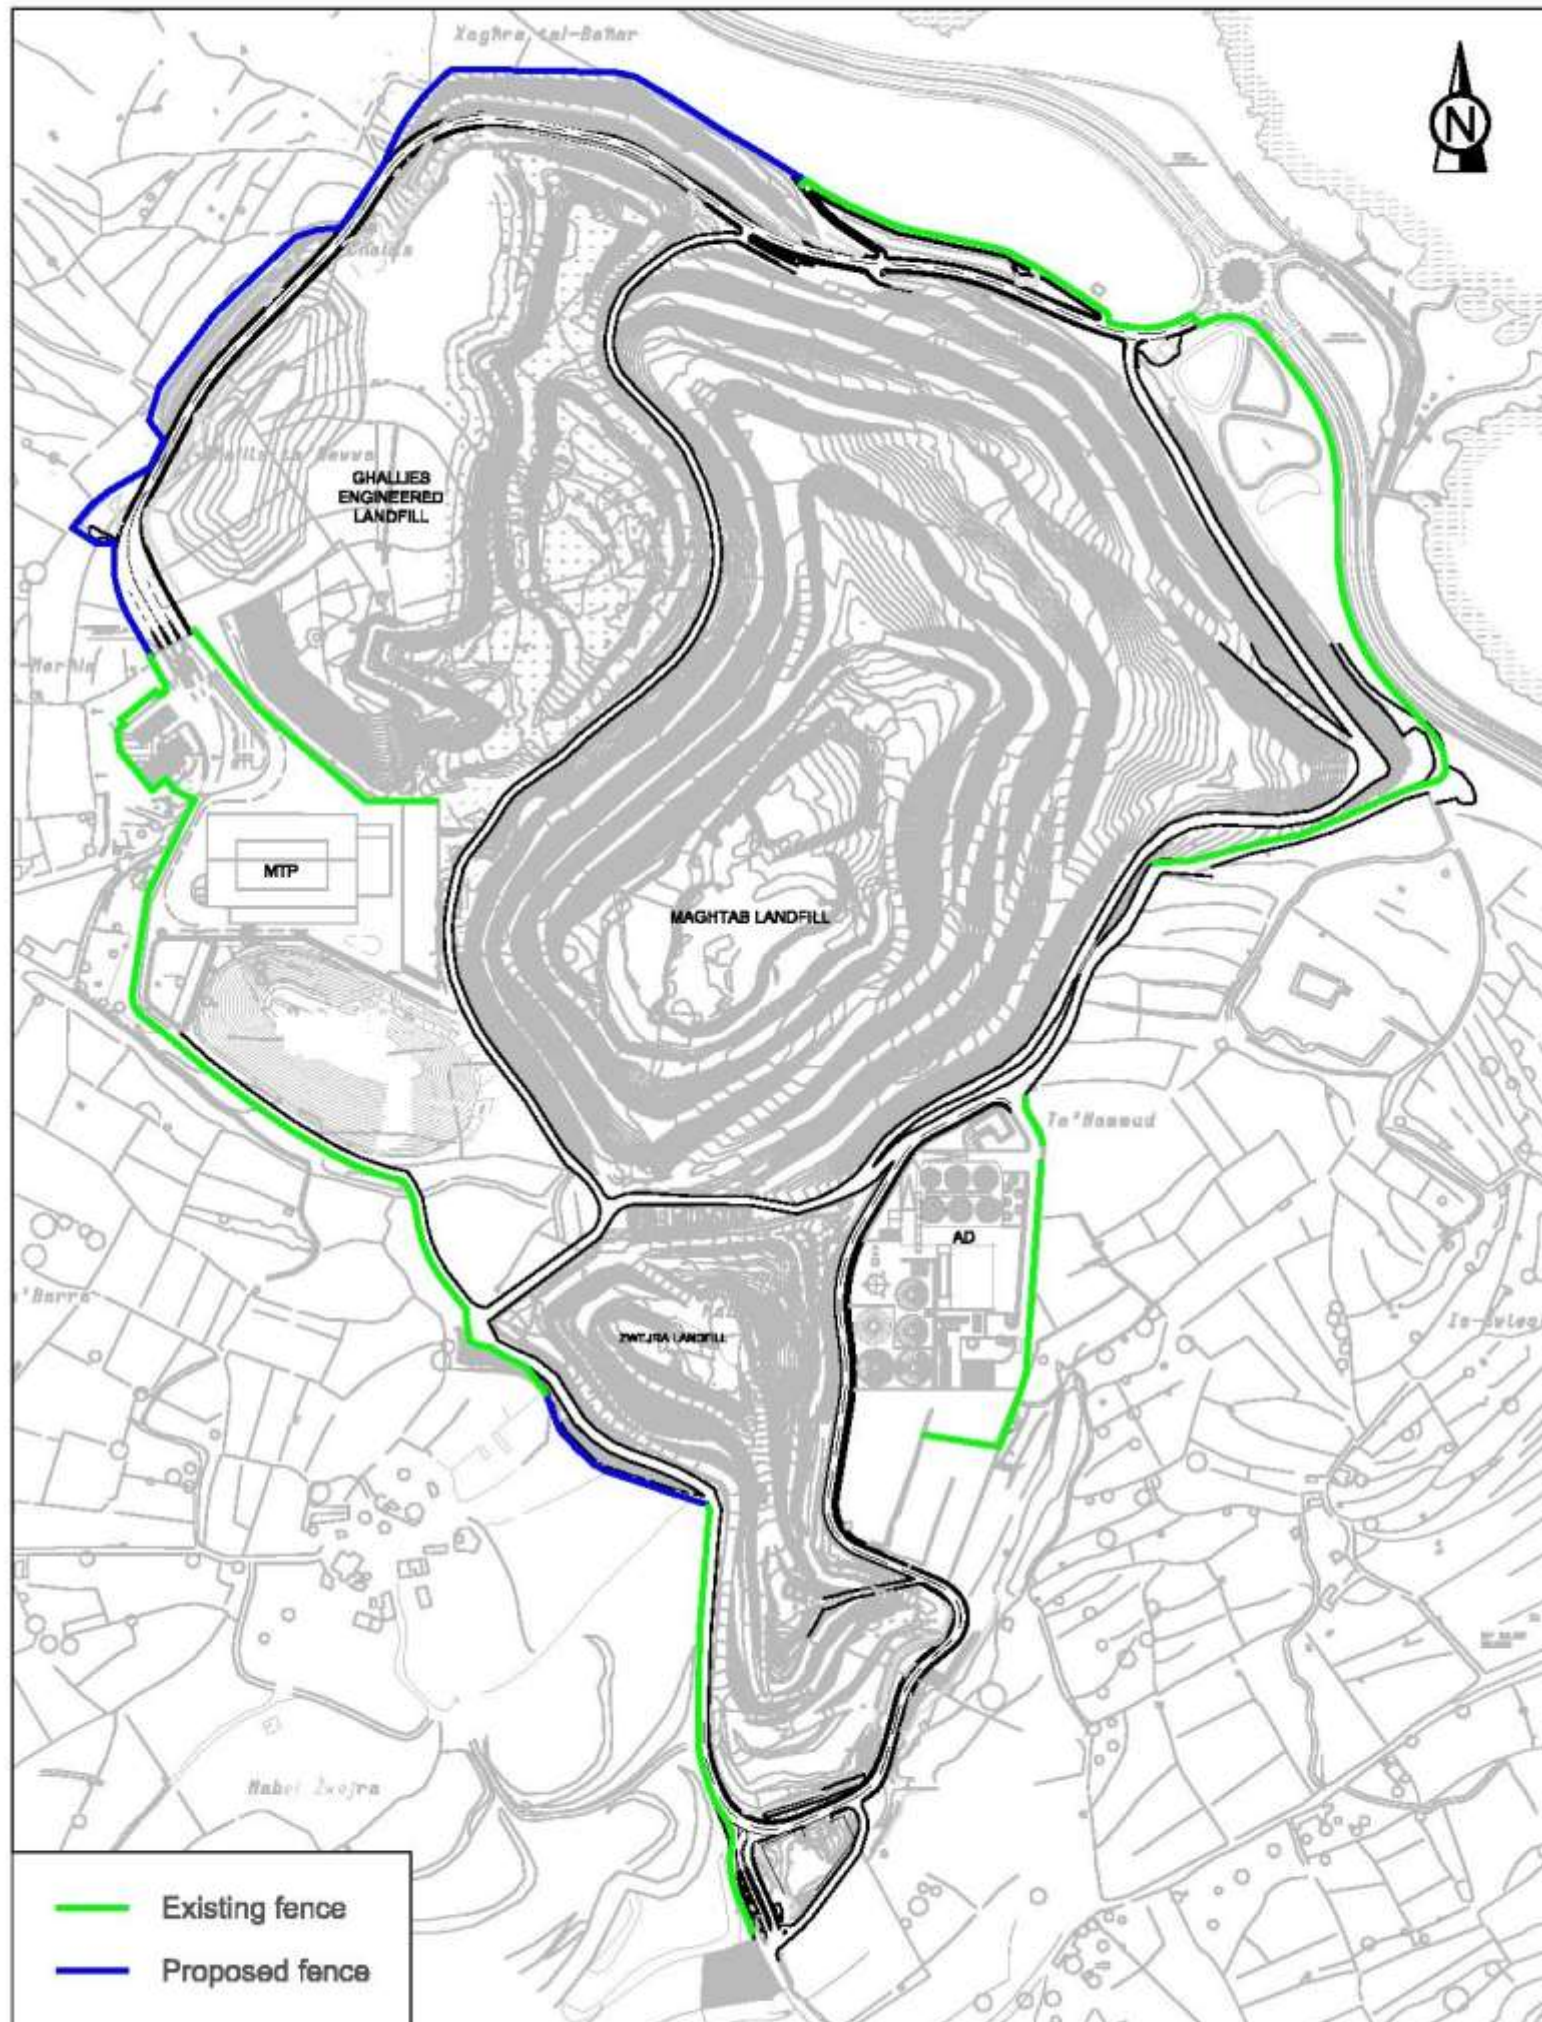 Xagħra tal-Baħar
N
GHALLIES
ENGINEERED
LANDFILL
MTP
MAGHTAB LANDFILL
Ta'Hammud
AD
ZWEJRA LANDFILL
Existing fence
Proposed fence